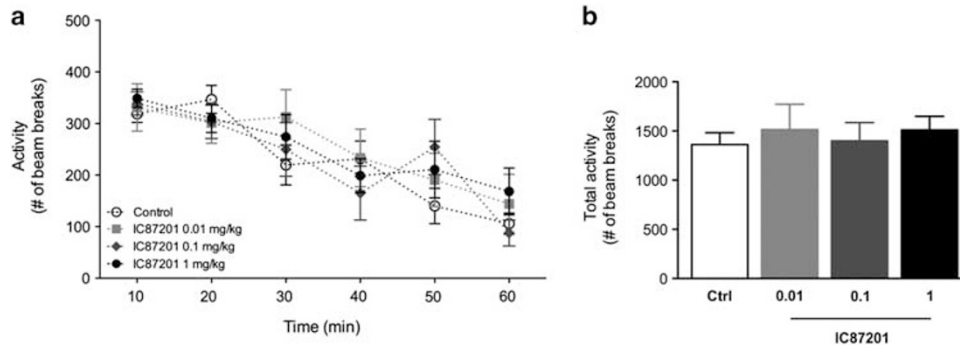 a
Activity
(# of beam breaks)
500
400
300
200
100
0
Control
IC87201 0.01 mg/kg
IC87201 0.1 mg/kg
IC87201 1 mg/kg
10 20 30 40 50 60
Time (min)
b
Total activity
(# of beam breaks)
2000
1500
1000
500
0
Ctrl 0.01 0.1 1
IC87201